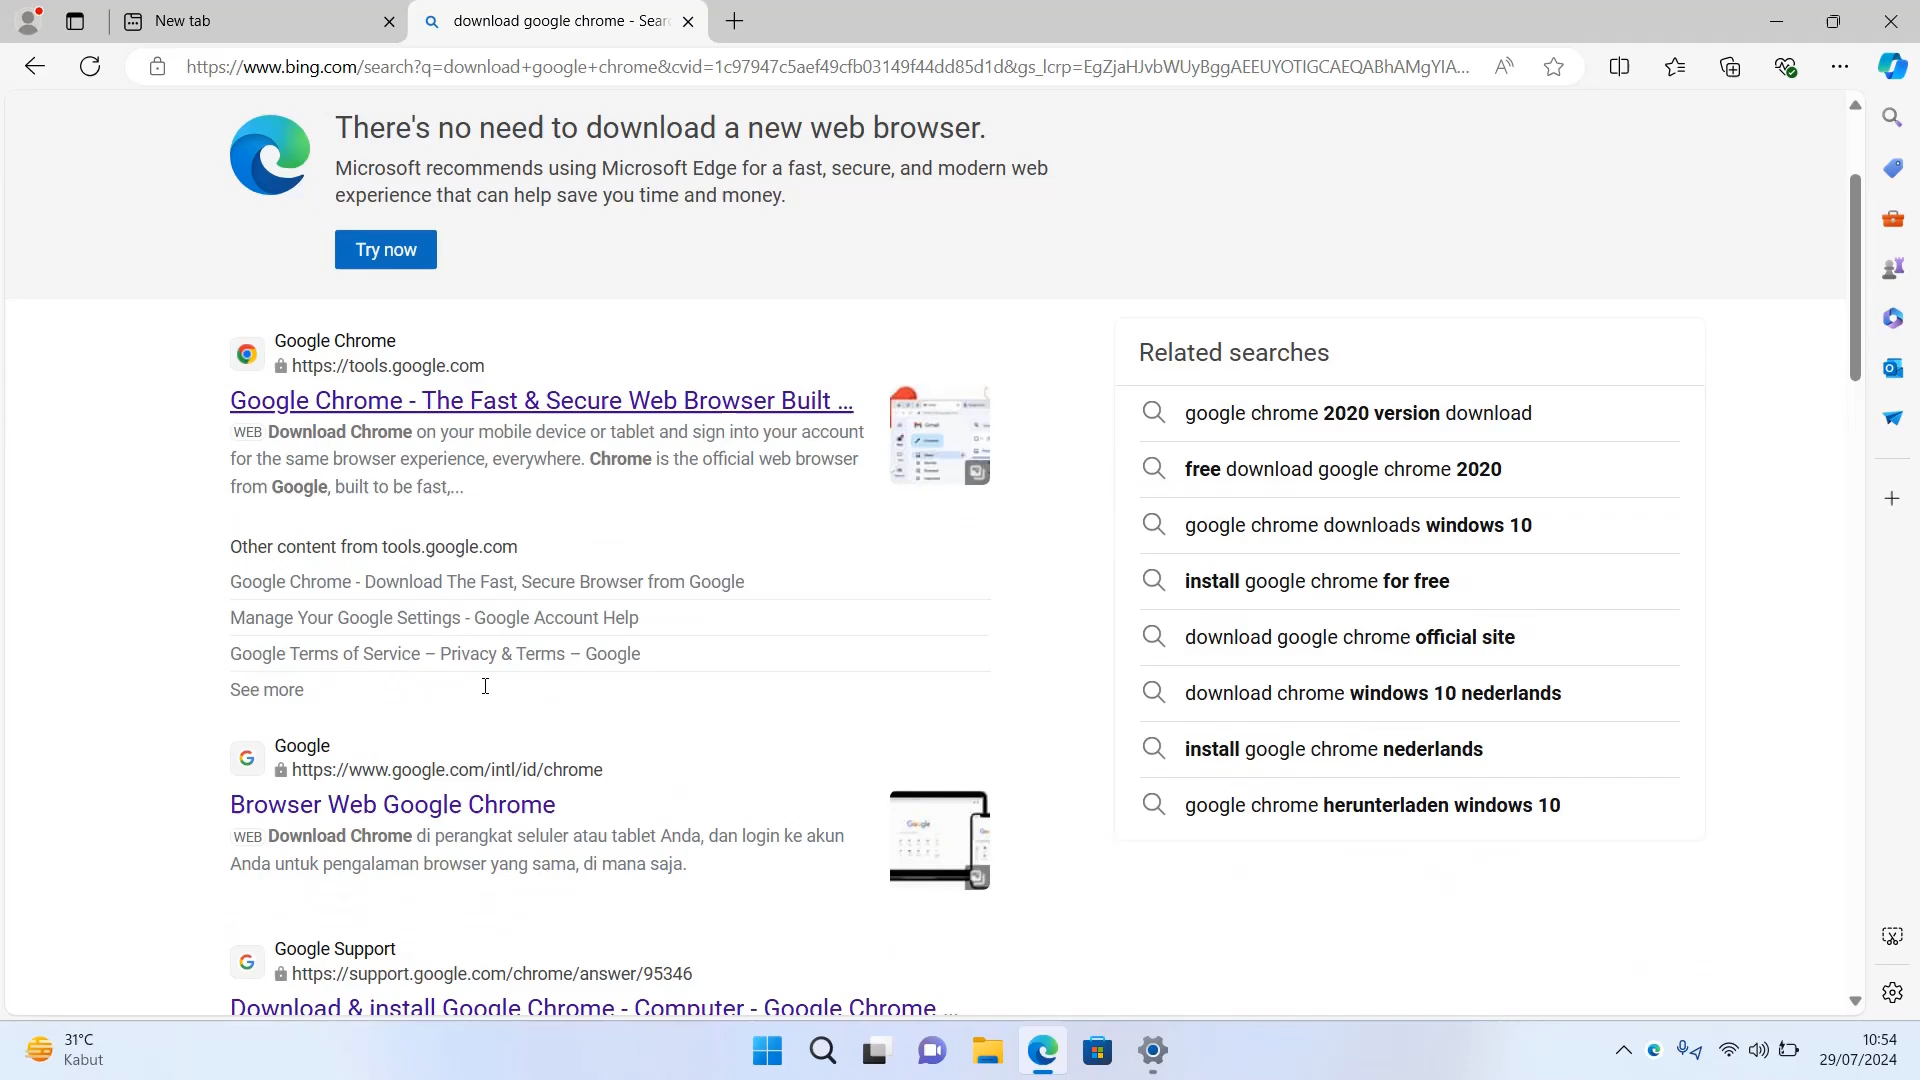 New tab
download google chrome - Sear
https://www.bing.com/search?q=download+google+chrome&cvid=1c97947c5aef49cfb03149f44dd85d1d&gs_lcrp=EgZjaHJvbWUyBggAEEUYOTIGCAEQABhAMgYIA...
There's no need to download a new web browser.
Microsoft recommends using Microsoft Edge for a fast, secure, and modern web
experience that can help save you time and money.
Try now
Google Chrome
https://tools.google.com
Google Chrome - The Fast & Secure Web Browser Built ...
WEB Download Chrome on your mobile device or tablet and sign into your account
for the same browser experience, everywhere. Chrome is the official web browser
from Google, built to be fast,...
Other content from tools.google.com
Google Chrome - Download The Fast, Secure Browser from Google
Manage Your Google Settings - Google Account Help
Google Terms of Service – Privacy & Terms – Google
See more
Google
https://www.google.com/intl/id/chrome
Browser Web Google Chrome
WEB Download Chrome di perangkat seluler atau tablet Anda, dan login ke akun
Anda untuk pengalaman browser yang sama, di mana saja.
Google Support
https://support.google.com/chrome/answer/95346
Download & install Google Chrome - Computer - Google Chrome ...
Related searches
google chrome 2020 version download
free download google chrome 2020
google chrome downloads windows 10
install google chrome for free
download google chrome official site
download chrome windows 10 nederlands
install google chrome nederlands
google chrome herunterladen windows 10
31°C
Kabut
10:54
29/07/2024